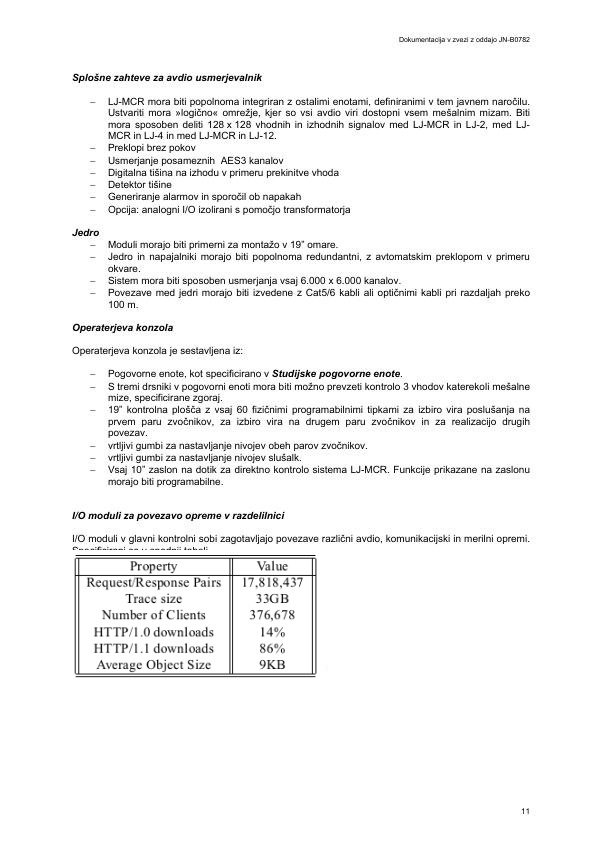 Dokumentacija v zvezi z oddajo JN-B0782
Splošne zahteve za avdio usmerjevalnik
– LJ-MCR mora biti popolnoma integriran z ostalimi enotami, definiranimi v tem javnem naročilu.
Ustvariti mora »logično« omrežje, kjer so vsi avdio viri dostopni vsem mešalnim mizam. Biti
mora sposoben deliti 128 x 128 vhodnih in izhodnih signalov med LJ-MCR in LJ-2, med LJ-
MCR in LJ-4 in med LJ-MCR in LJ-12.
– Preklopi brez pokov
– Usmerjanje posameznih AES3 kanalov
– Digitalna tišina na izhodu v primeru prekinitve vhoda
– Detektor tišine
– Generiranje alarmov in sporočil ob napakah
– Opcija: analogni I/O izolirani s pomočjo transformatorja
Jedro
– Moduli morajo biti primerni za montažo v 19” omare.
– Jedro in napajalniki morajo biti popolnoma redundantni, z avtomatskim preklopom v primeru
okvare.
– Sistem mora biti sposoben usmerjanja vsaj 6.000 x 6.000 kanalov.
– Povezave med jedri morajo biti izvedene z Cat5/6 kabli ali optičnimi kabli pri razdaljah preko
100 m.
Operaterjeva konzola
Operaterjeva konzola je sestavljena iz:
– Pogovorne enote, kot specificirano v Studijske pogovorne enote.
– S tremi drsniki v pogovorni enoti mora biti možno prevzeti kontrolo 3 vhodov katerekoli mešalne
mize, specificirane zgoraj.
– 19” kontrolna plošča z vsaj 60 fizičnimi programabilnimi tipkami za izbiro vira poslušanja na
prvem paru zvočnikov, za izbiro vira na drugem paru zvočnikov in za realizacijo drugih
povezav.
– vrtljivi gumbi za nastavljanje nivojev obeh parov zvočnikov.
– vrtljivi gumbi za nastavljanje nivojev slušalk.
– Vsaj 10” zaslon na dotik za direktno kontrolo sistema LJ-MCR. Funkcije prikazane na zaslonu
morajo biti programabilne.
I/O moduli za povezavo opreme v razdelilnici
I/O moduli v glavni kontrolni sobi zagotavljajo povezave različni avdio, komunikacijski in merilni opremi.
Property Value
Request/Response Pairs 17,818,437
Trace size 33GB
Number of Clients 376,678
HTTP/1.0 downloads 14%
HTTP/1.1 downloads 86%
Average Object Size 9KB
11